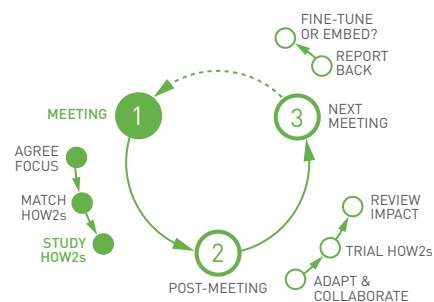 FINE-TUNE
OR EMBED?
REPORT
BACK
MEETING
1
3
NEXT
MEETING
AGREE
FOCUS
MATCH
HOW2s
STUDY
HOW2s
2
POST-MEETING
REVIEW
IMPACT
TRIAL HOW2s
ADAPT &
COLLABORATE